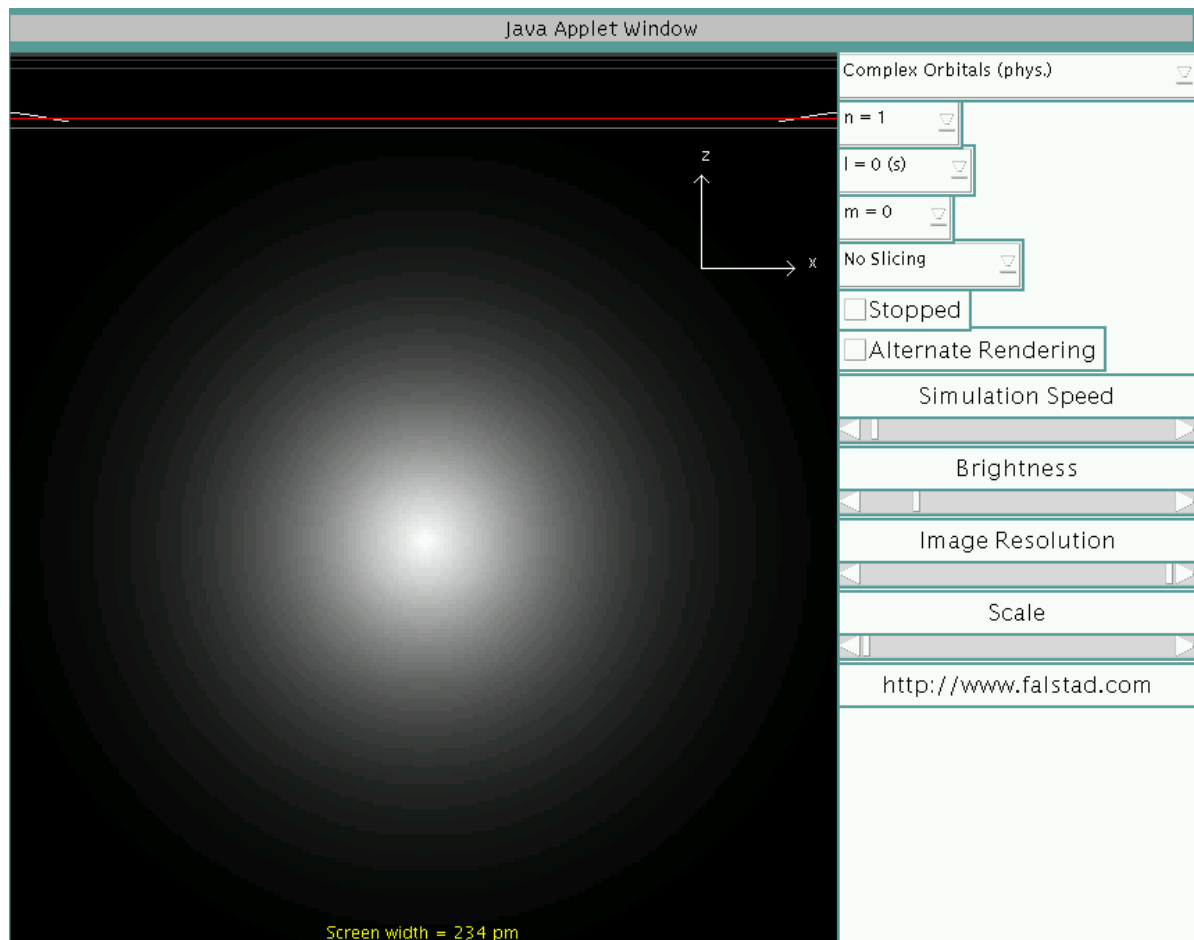 Java Applet Window
Complex Orbitals (phys.)
n = 1
l = 0 (s)
m = 0
No Slicing
Stopped
Alternate Rendering
Simulation Speed
Brightness
Image Resolution
Scale
http://www.falstad.com
z
x
Screen width = 234 pm